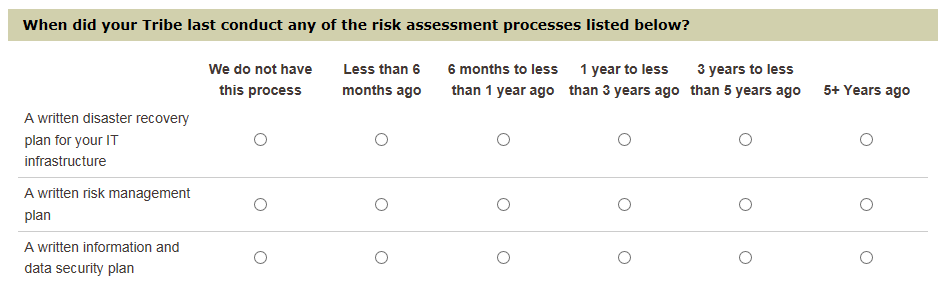 When did your Tribe last conduct any of the risk assessment processes listed below?
We do not have this process
Less than 6 months ago
6 months to less than 1 year ago
1 year to less than 3 years ago
3 years to less than 5 years ago
5+ Years ago
A written disaster recovery
plan for your IT
infrastructure
A written risk management
plan
A written information and
data security plan